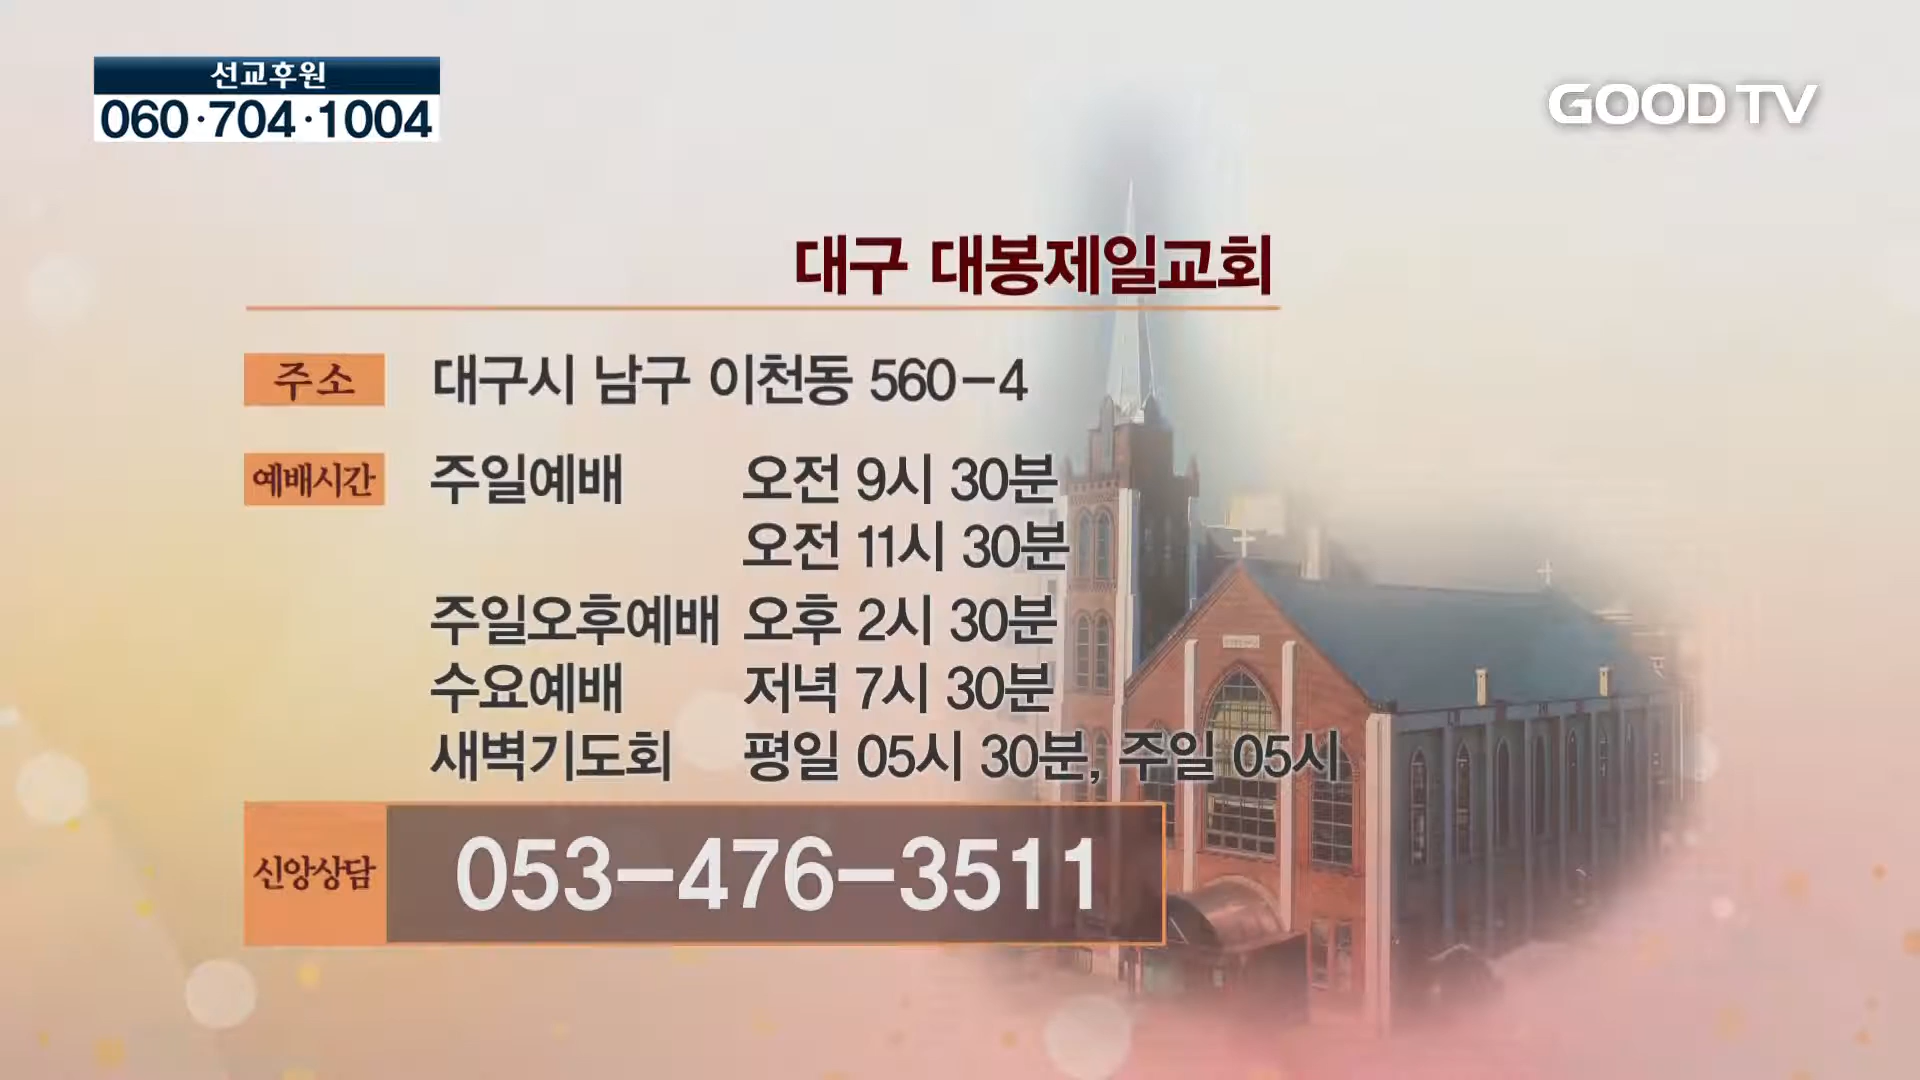 선교후원
060·704·1004
GOOD TV
대구 대봉제일교회
주소 대구시 남구 이천동 560-4
예배시간 주일예배 오전 9시 30분
오전 11시 30분
주일오후예배 오후 2시 30분
수요예배 저녁 7시 30분
새벽기도회 평일 05시 30분, 주일 05시
신앙상담 053-476-3511